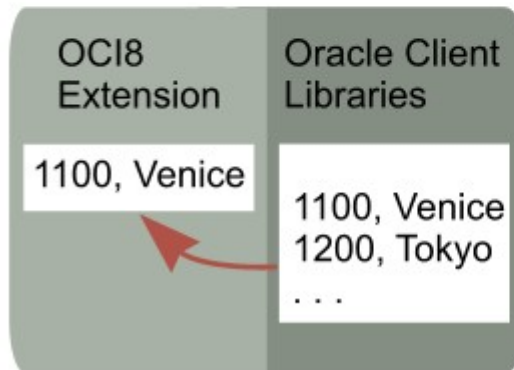 OCI8
Extension
1100, Venice
Oracle Client
Libraries
1100, Venice
1200, Tokyo
. . .